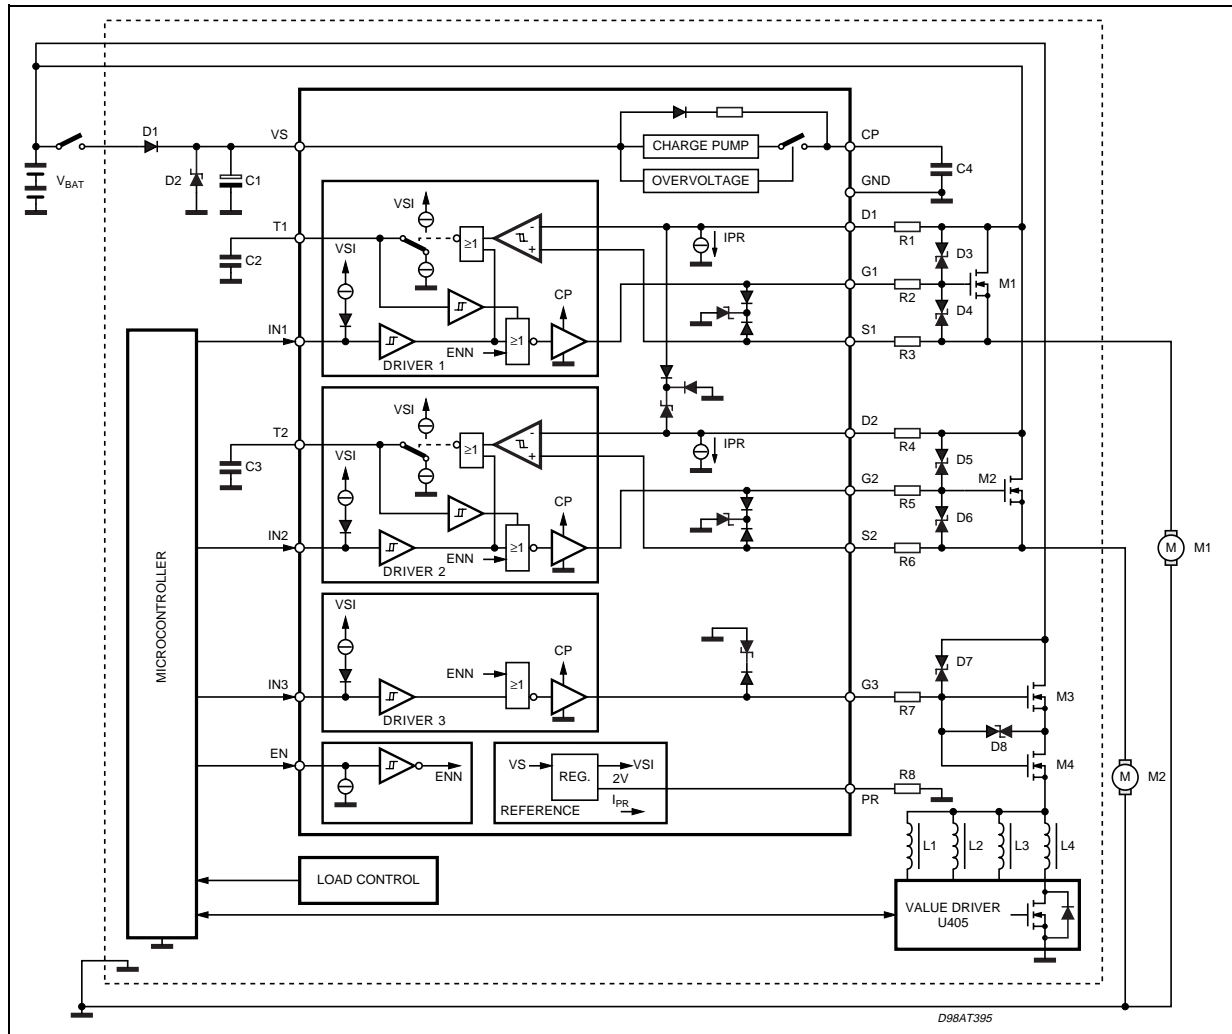 D1
VS
CP
CHARGE PUMP
VBAT
D2
C1
OVERVOLTAGE
C4
GND
VSI
T1
≥1
-
+
IPR
D1
R1
D3
C2
VSI
CP
G1
R2
M1
D4
IN1
ENN
≥1
DRIVER 1
S1
R3
VSI
T2
≥1
-
+
IPR
D2
R4
D5
C3
VSI
CP
G2
R5
M2
D6
IN2
ENN
≥1
DRIVER 2
S2
R6
M
M1
MICROCONTROLLER
VSI
CP
ENN
≥1
D7
IN3
DRIVER 3
G3
R7
M3
D8
EN
ENN
VS
REG.
VSI
2V
REFERENCE
IPR
PR
R8
M4
M
M2
L1
L2
L3
L4
LOAD CONTROL
VALUE DRIVER
U405
D98AT395